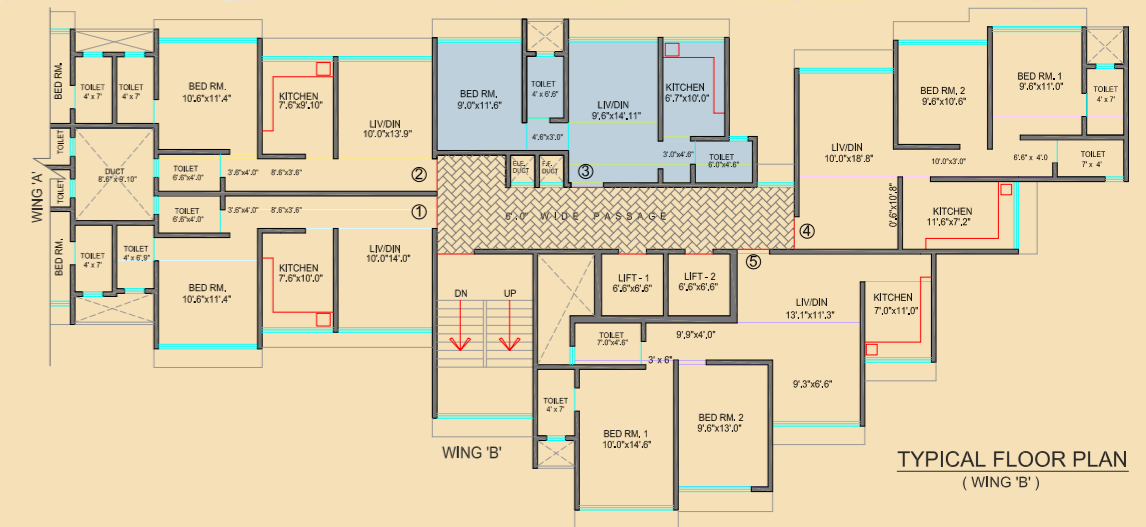 BED RM.
TOILET
4' x 7'
TOILET
4' x 7'
BED RM.
10'.6"x11'.4"
KITCHEN
7'.6"x9'.10"
LIV/DIN
10'.0"x13'.9"
TOILET
DUCT
8'.6"x9'.10"
TOILET
6'.6"x4'.0"
3'.6"x4'.0"
8'.6"x3'.6"
2
WING 'A'
TOILET
TOILET
6'.6"x4'.0"
3'.6"x4'.0"
8'.6"x3'.6"
1
BED RM.
TOILET
4' x 7'
TOILET
4' x 6'.9"
BED RM.
10'.6"x11'.4"
KITCHEN
7'.6"x10'.0"
LIV/DIN
10'.0"14'.0"
BED RM.
9'.0"x11'.6"
TOILET
4' x 6'.6"
4'.6"x3'.0"
LIV/DIN
9'.6"x14'.11"
KITCHEN
6'.7"x10'.0"
3'.0"x4'.6"
TOILET
6'.0"x4'.6"
ELE.
DUCT
F.F.
DUCT
3
6'.0" WIDE PASSAGE
LIV/DIN
10'.0"x18'.8"
BED RM. 2
9'.6"x10'.6"
BED RM. 1
9'.6"x11'.0"
TOILET
4' x 7'
10'.0"x3'.0"
6'.6" x 4'.0
TOILET
7' x 4'
KITCHEN
11'.6"x7'.2"
4
5
LIFT - 1
6'.6"x6'.6"
LIFT - 2
6'.6"x6'.6"
DN
UP
LIV/DIN
13'.1"x11'.3"
KITCHEN
7'.0"x11'.0"
TOILET
7'.0"x4'.6"
9'.9"x4'.0"
3' x 6"
9'.3"x6'.6"
TOILET
4' x 7'
BED RM. 1
10'.0"x14'.6"
BED RM. 2
9'.6"x13'.0"
WING 'B'
TYPICAL FLOOR PLAN
( WING 'B' )